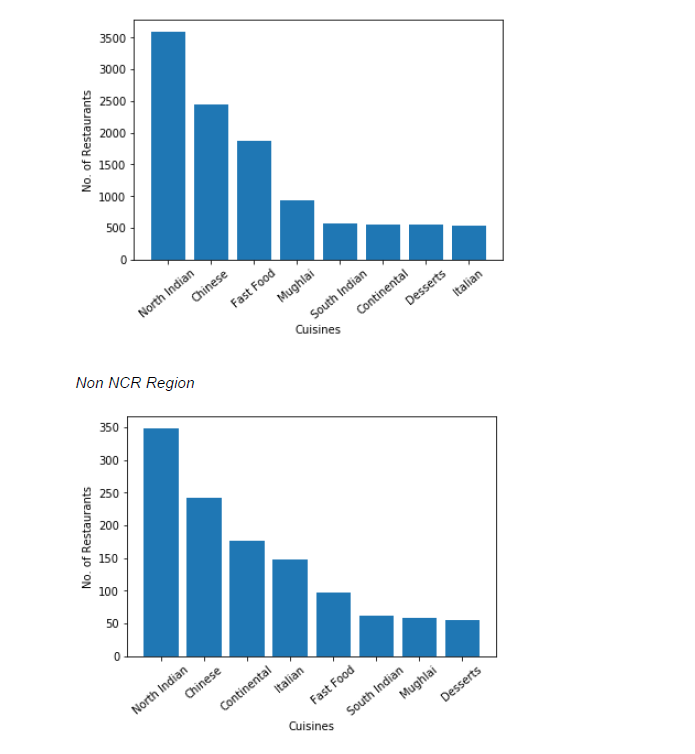 3500
3000
2500
2000
1500
1000
500
0
No. of Restaurants
North Indian
Chinese
Fast Food
Mughlai
South Indian
Continental
Desserts
Italian
Cuisines
Non NCR Region
350
300
250
200
150
100
50
0
No. of Restaurants
North Indian
Chinese
Continental
Italian
Fast Food
South Indian
Mughlai
Desserts
Cuisines